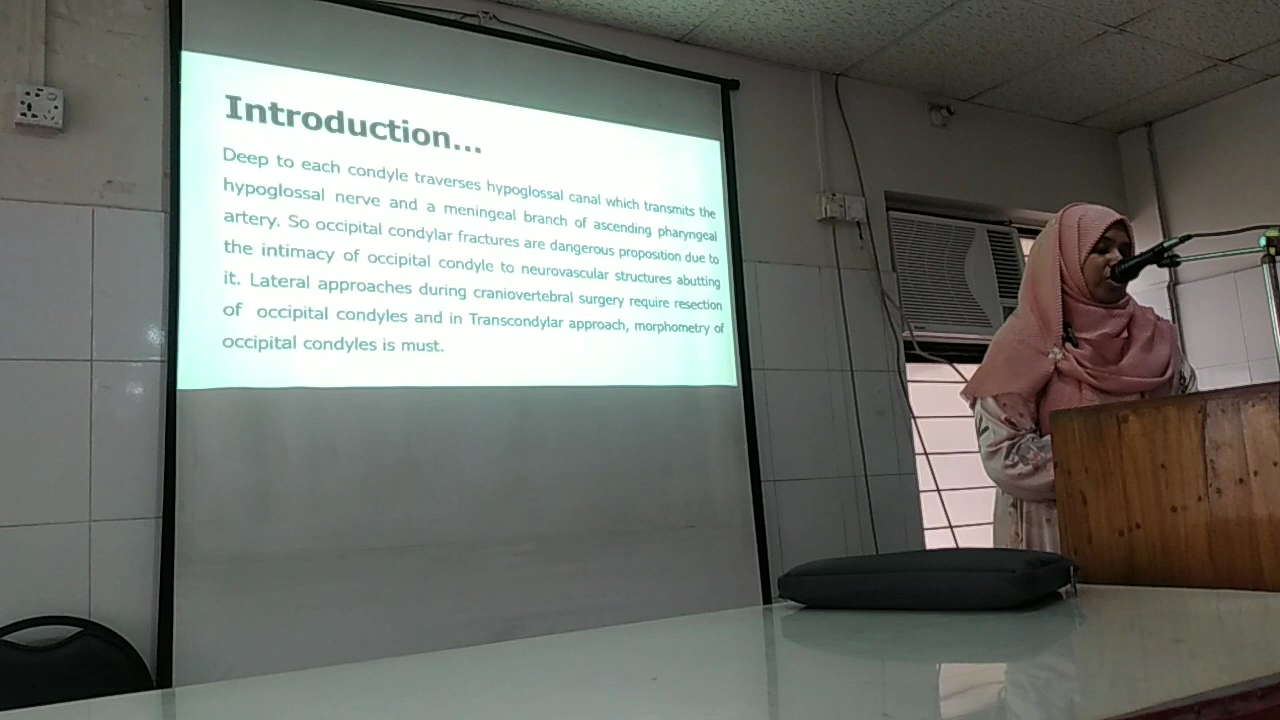 Introduction...
Deep to each condyle traverses hypoglossal canal which transmits the
hypoglossal nerve and a meningeal branch of ascending pharyngeal
artery. So occipital condylar fractures are dangerous proposition due to
the intimacy of occipital condyle to neurovascular structures abutting
it. Lateral approaches during craniovertebral surgery require resection
of occipital condyles and in Transcondylar approach, morphometry of
occipital condyles is must.